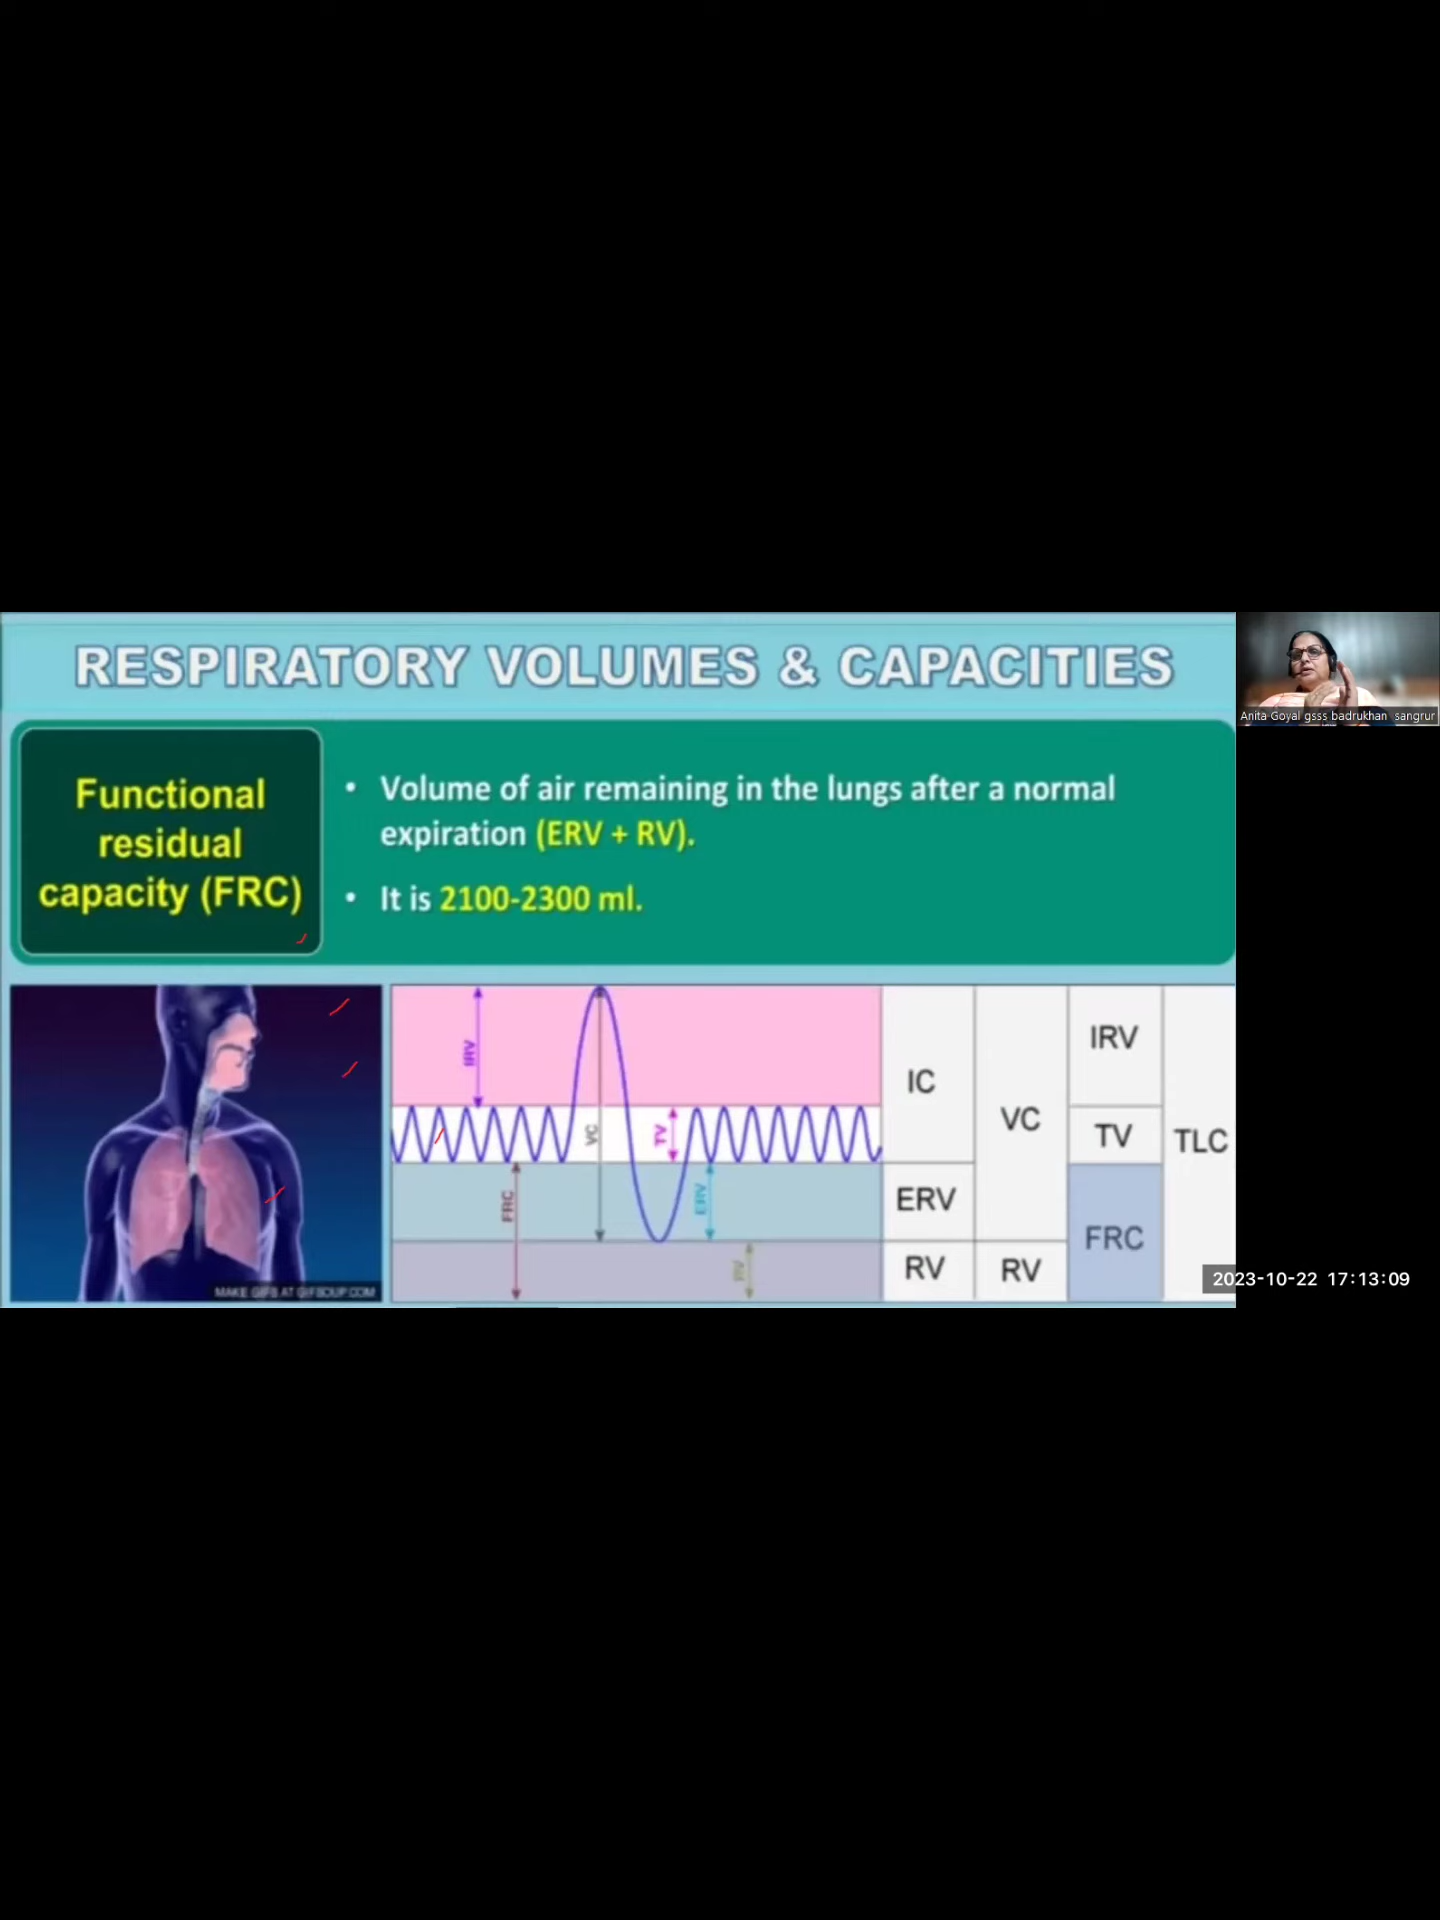 RESPIRATORY VOLUMES & CAPACITIES
Anita Goyal gsss badrukhan sangrur
Functional
residual
capacity (FRC)
• Volume of air remaining in the lungs after a normal
expiration (ERV + RV).
• It is 2100-2300 ml.
IRV
VC
TV
FRC
ERV
RV
IC
ERV
RV
VC
RV
IRV
TV
FRC
TLC
MAKE GIFS AT GIFSOUP.COM
2023-10-22 17:13:09